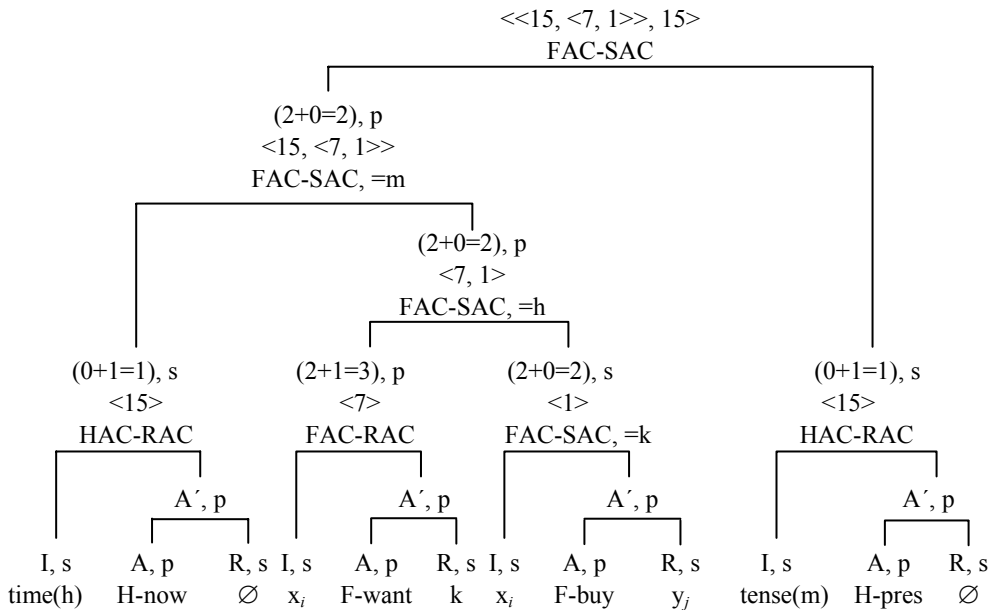 <<15, <7, 1>>, 15>
FAC-SAC
(2+0=2), p
<15, <7, 1>>
FAC-SAC, =m
(2+0=2), p
<7, 1>
FAC-SAC, =h
(0+1=1), s (2+1=3), p (2+0=2), s (0+1=1), s
<15> <7> <1> <15>
HAC-RAC FAC-RAC FAC-SAC, =k HAC-RAC
A´, p A´, p A´, p A´, p
I, s A, p R, s I, s A, p R, s I, s A, p R, s I, s A, p R, s
time(h) H-now ∅ xᵢ F-want k xᵢ F-buy yⱼ tense(m) H-pres ∅